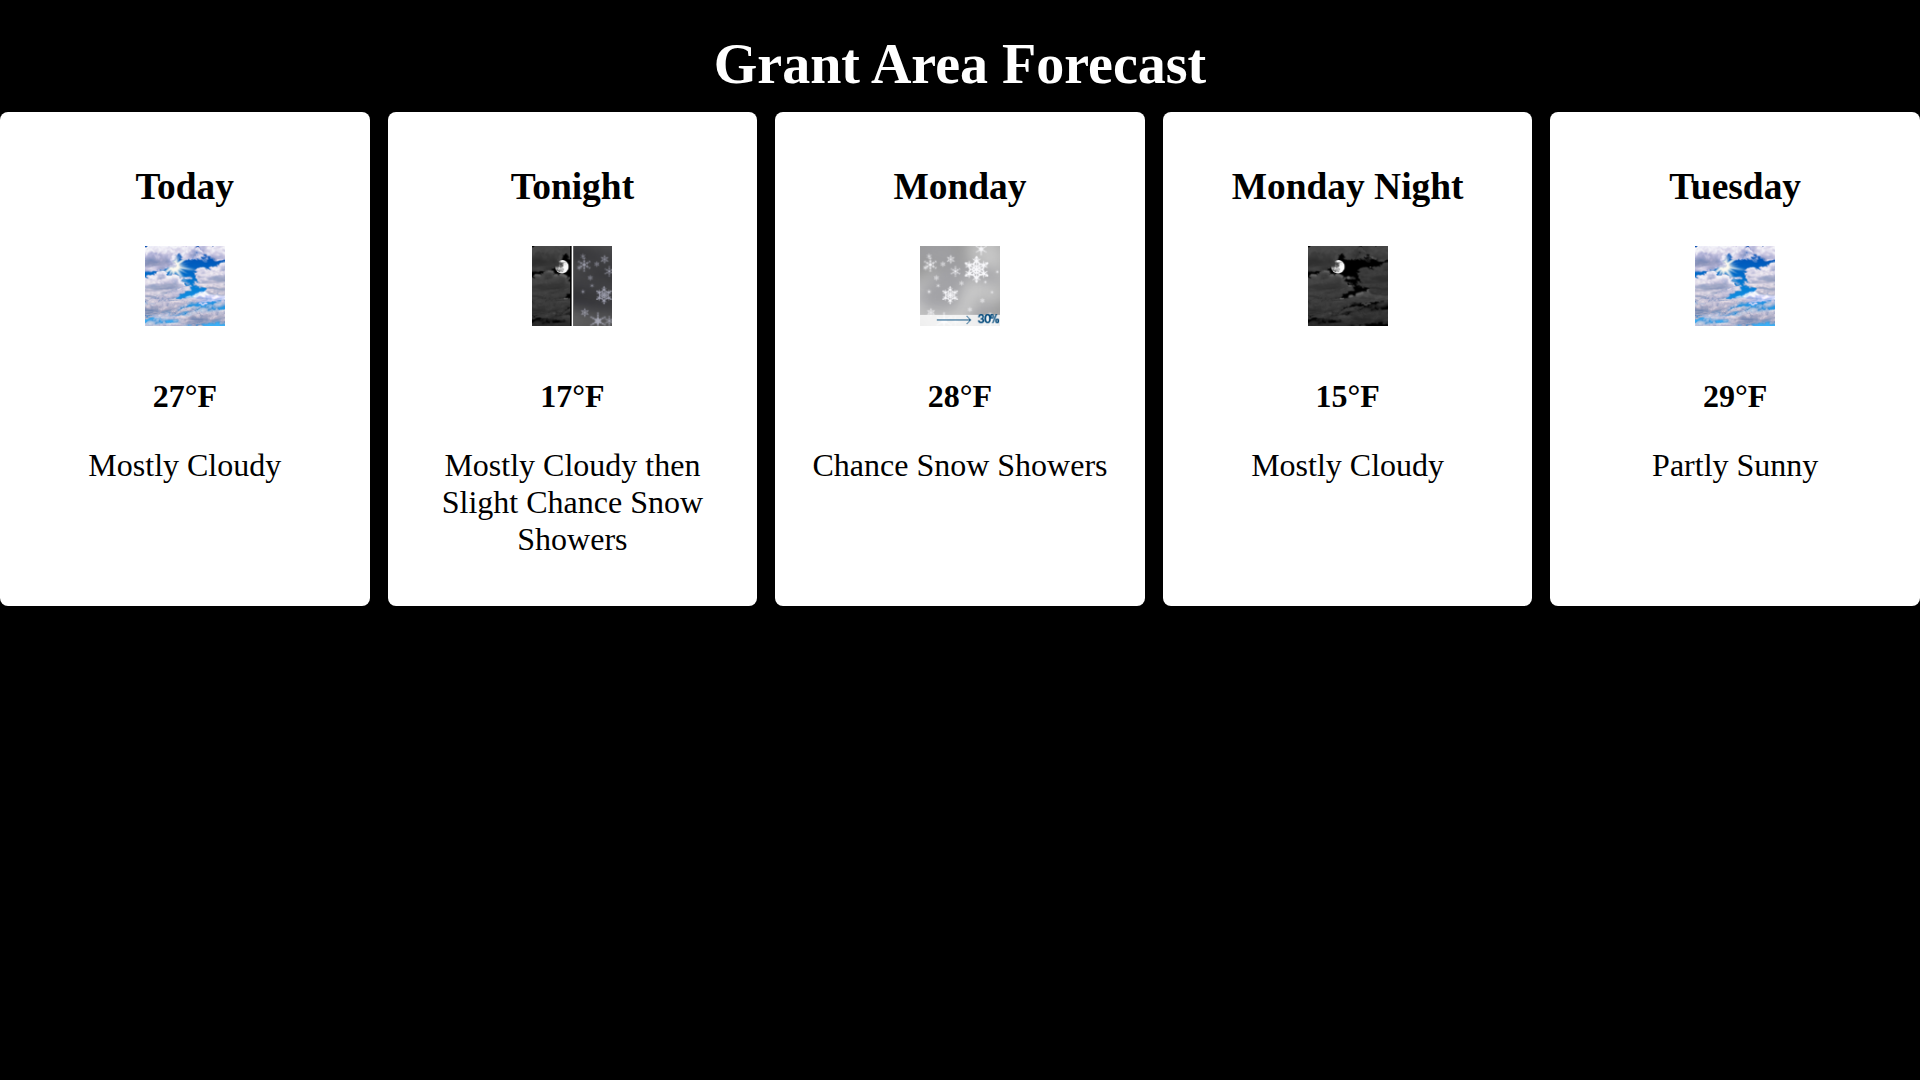 Grant Area Forecast
Today
27°F
Mostly Cloudy
Tonight
17°F
Mostly Cloudy then
Slight Chance Snow
Showers
Monday
30%
28°F
Chance Snow Showers
Monday Night
15°F
Mostly Cloudy
Tuesday
29°F
Partly Sunny